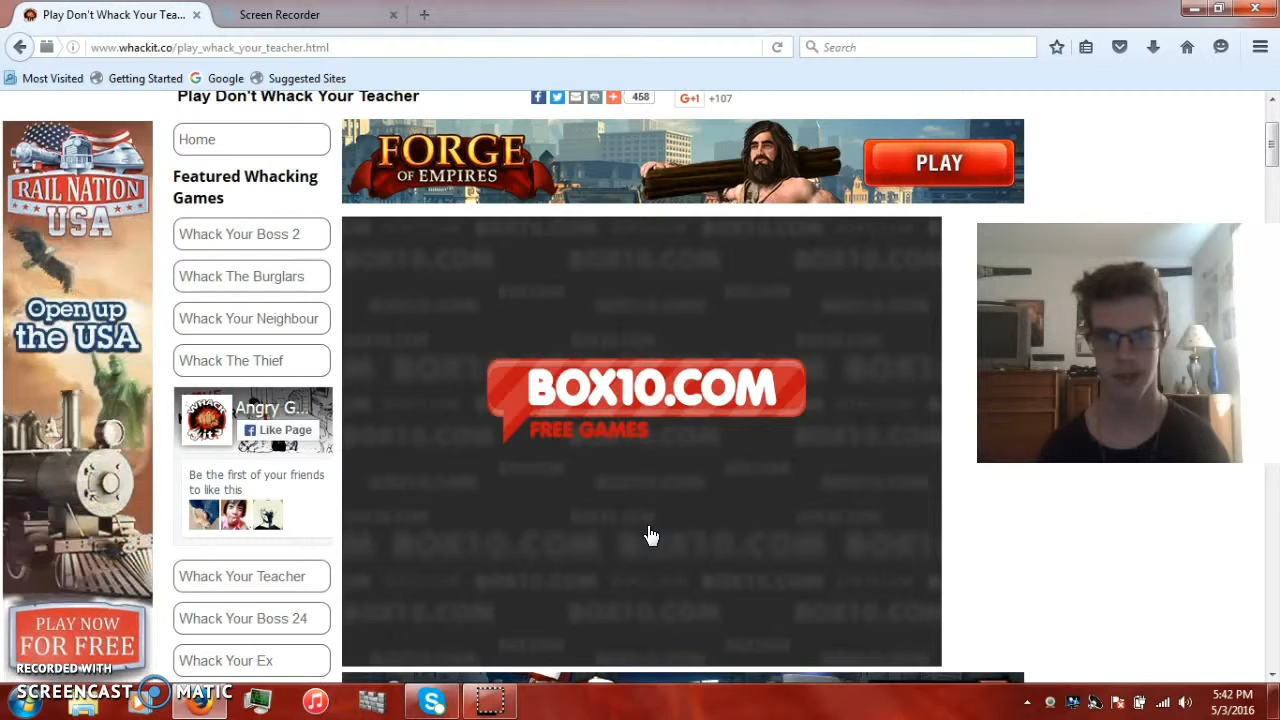 Play Don't Whack Your Tea...
Screen Recorder
www.whackit.co/play_whack_your_teacher.html
Search
Most Visited
Getting Started
Google
Suggested Sites
Play Don't Whack Your Teacher
458
G+1
+107
RAIL NATION
USA
Open up
the USA
PLAY NOW
FOR FREE
Home
Featured Whacking
Games
Whack Your Boss 2
Whack The Burglars
Whack Your Neighbour
Whack The Thief
Angry G...
Like Page
Be the first of your friends
to like this
Whack Your Teacher
Whack Your Boss 24
Whack Your Ex
FORGE
OF EMPIRES
PLAY
BOX10.COM
FREE GAMES
RECORDED WITH
SCREENCAST MATIC
5:42 PM
5/3/2016